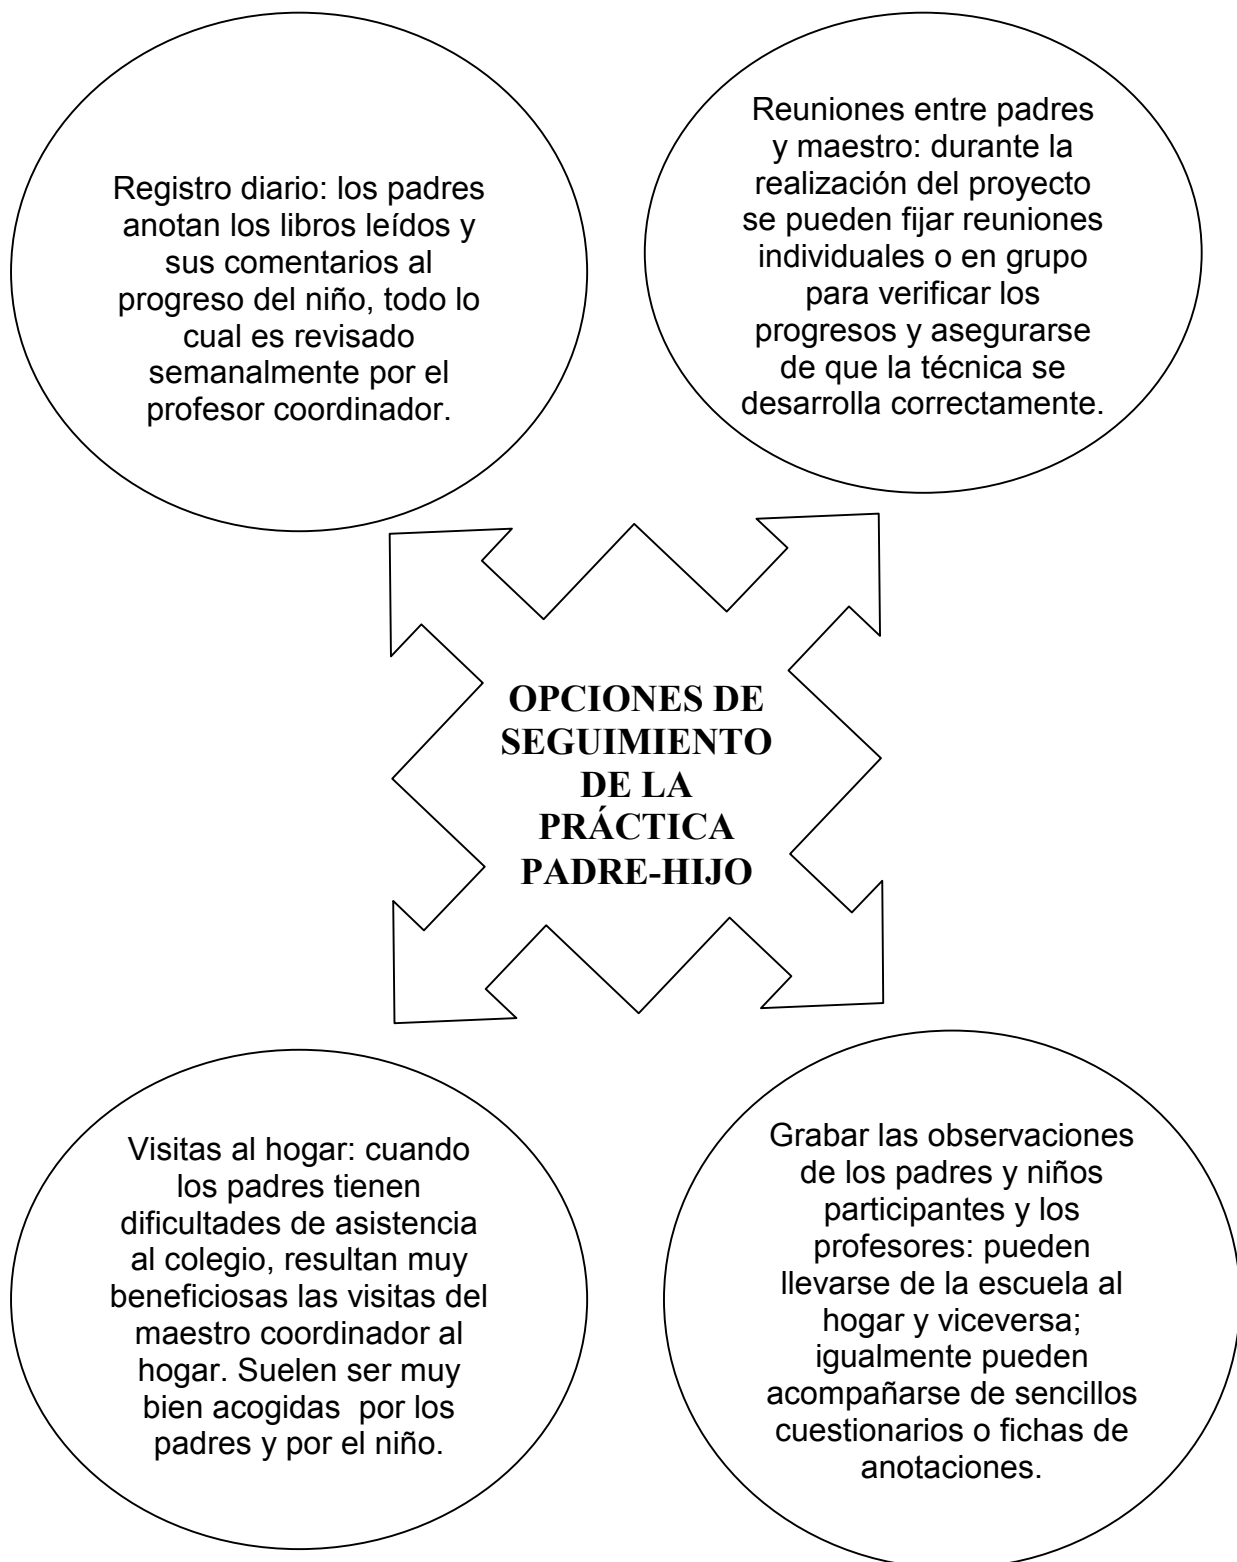 Registro diario: los padres
anotan los libros leídos y
sus comentarios al
progreso del niño, todo lo
cual es revisado
semanalmente por el
profesor coordinador.
Reuniones entre padres
y maestro: durante la
realización del proyecto
se pueden fijar reuniones
individuales o en grupo
para verificar los
progresos y asegurarse
de que la técnica se
desarrolla correctamente.
OPCIONES DE
SEGUIMIENTO
DE LA
PRÁCTICA
PADRE-HIJO
Visitas al hogar: cuando
los padres tienen
dificultades de asistencia
al colegio, resultan muy
beneficiosas las visitas del
maestro coordinador al
hogar. Suelen ser muy
bien acogidas  por los
padres y por el niño.
Grabar las observaciones
de los padres y niños
participantes y los
profesores: pueden
llevarse de la escuela al
hogar y viceversa;
igualmente pueden
acompañarse de sencillos
cuestionarios o fichas de
anotaciones.